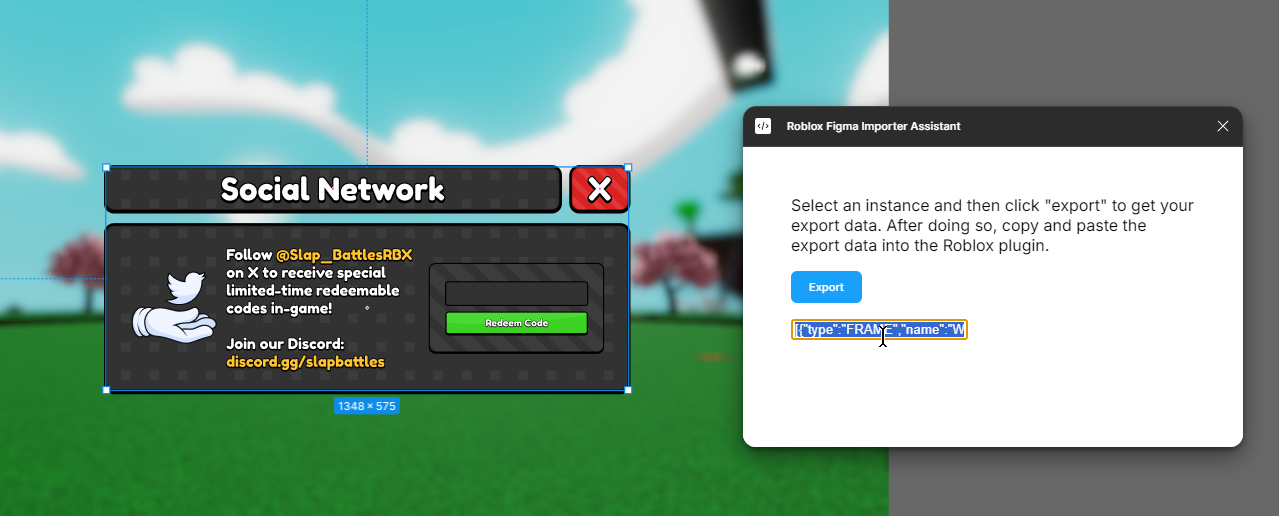 Roblox Figma Importer Assistant
Social Network
X
Follow @Slap_BattlesRBX
on X to receive special
limited-time redeemable
codes in-game!
Join our Discord:
discord.gg/slapbattles
Redeem Code
1348 × 575
Select an instance and then click "export" to get your
export data. After doing so, copy and paste the
export data into the Roblox plugin.
Export
[{"type":"FRAME","name":"W